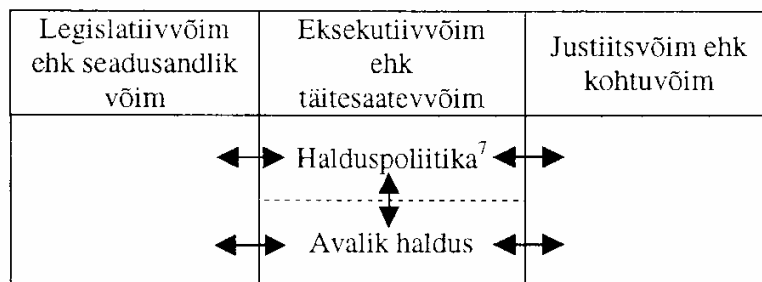 Legislatiivvõim
ehk seadusandlik
võim
Eksekutiivvõim
ehk
täitesaatevvõim
Justiitsvõim ehk
kohtuvõim
Halduspoliitika⁷
Avalik haldus